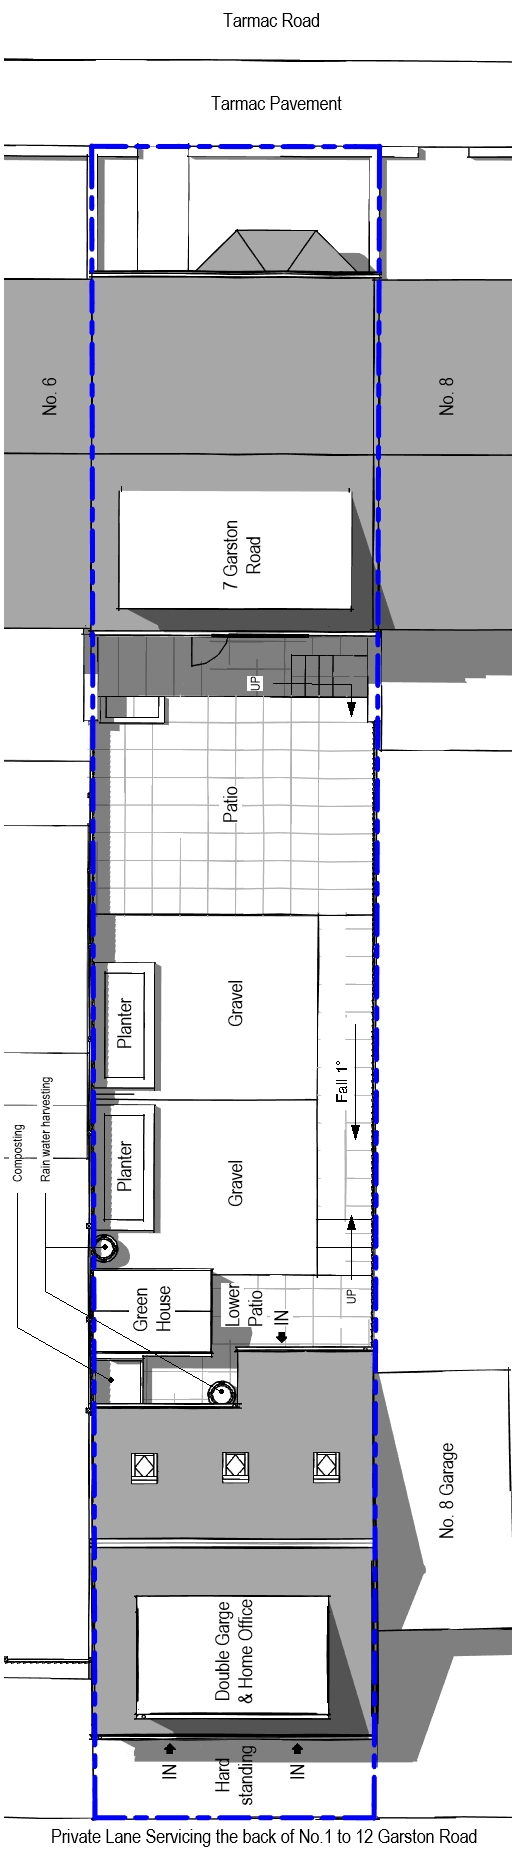 Tarmac Road
Tarmac Pavement
No. 6
No. 8
7 Garston
Road
UP
Patio
Planter
Gravel
Fall 1°
Composting
Rain water harvesting
Planter
Gravel
Green
House
Lower
Patio
IN
UP
No. 8 Garage
Double Garge
& Home Office
IN
Hard
standing
IN
Private Lane Servicing the back of No.1 to 12 Garston Road